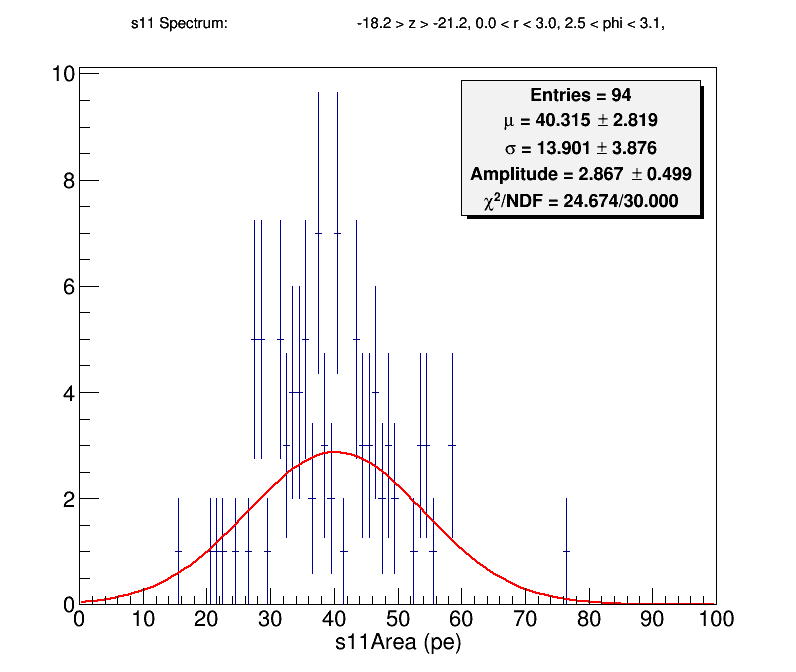 s11 Spectrum: -18.2 > z > -21.2, 0.0 < r < 3.0, 2.5 < phi < 3.1,
Entries = 94
μ = 40.315 ± 2.819
σ = 13.901 ± 3.876
Amplitude = 2.867 ± 0.499
χ²/NDF = 24.674/30.000
10
8
6
4
2
0
0 10 20 30 40 50 60 70 80 90 100
s11Area (pe)